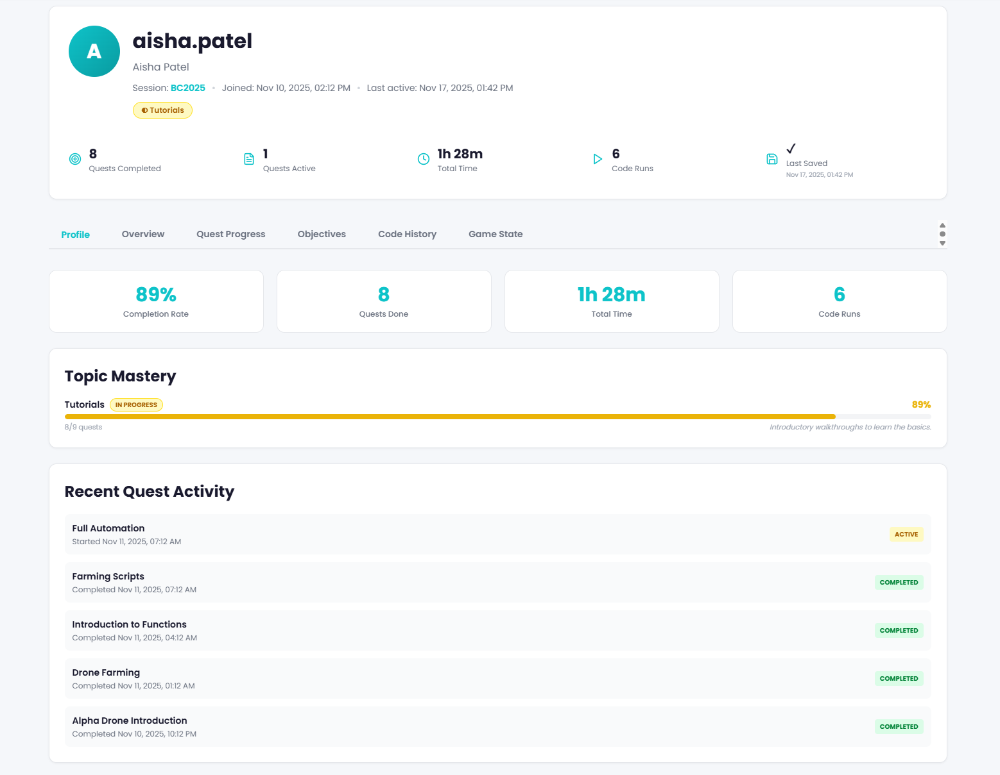 A
aisha.patel
Aisha Patel
Session: BC2025 • Joined: Nov 10, 2025, 02:12 PM • Last active: Nov 17, 2025, 01:42 PM
Tutorials
8
Quests Completed
1
Quests Active
1h 28m
Total Time
6
Code Runs
✓
Last Saved
Nov 17, 2025, 01:42 PM
Profile Overview Quest Progress Objectives Code History Game State
89%
Completion Rate
8
Quests Done
1h 28m
Total Time
6
Code Runs
Topic Mastery
Tutorials IN PROGRESS 89%
8/9 quests Introductory walkthroughs to learn the basics.
Recent Quest Activity
Full Automation
Started Nov 11, 2025, 07:12 AM
ACTIVE
Farming Scripts
Completed Nov 11, 2025, 07:12 AM
COMPLETED
Introduction to Functions
Completed Nov 11, 2025, 04:12 AM
COMPLETED
Drone Farming
Completed Nov 11, 2025, 01:12 AM
COMPLETED
Alpha Drone Introduction
Completed Nov 10, 2025, 10:12 PM
COMPLETED